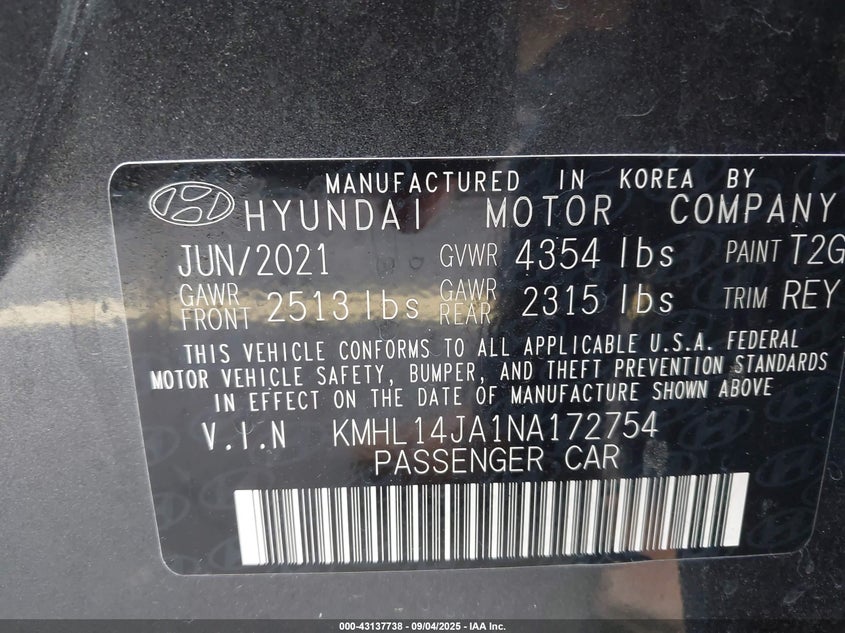 MANUFACTURED IN KOREA BY
HYUNDAI MOTOR COMPANY
JUN/2021 GVWR 4354 lbs PAINT T2G
GAWR FRONT 2513 lbs GAWR REAR 2315 lbs TRIM REY
THIS VEHICLE CONFORMS TO ALL APPLICABLE U.S.A. FEDERAL
MOTOR VEHICLE SAFETY, BUMPER, AND THEFT PREVENTION STANDARDS
IN EFFECT ON THE DATE OF MANUFACTURE SHOWN ABOVE
V.I.N KMHL14JA1NA172754
PASSENGER CAR
000-43137738 - 09/04/2025 - IAA Inc.